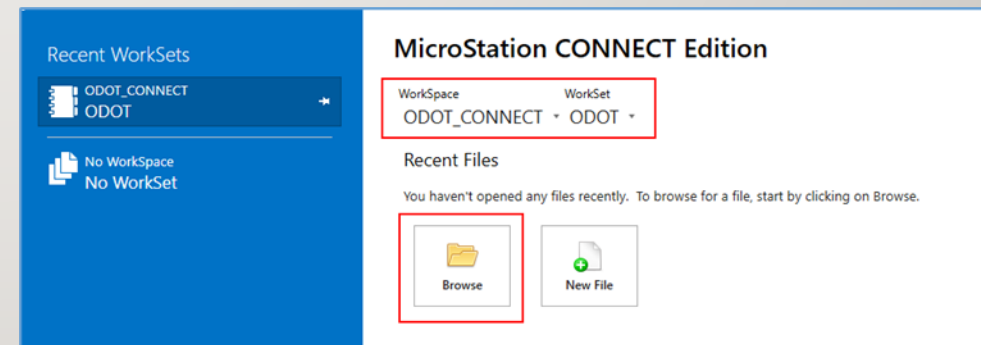 Recent WorkSets
ODOT_CONNECT
ODOT
No WorkSpace
No WorkSet
MicroStation CONNECT Edition
WorkSpace WorkSet
ODOT_CONNECT ODOT
Recent Files
You haven't opened any files recently. To browse for a file, start by clicking on Browse.
Browse New File